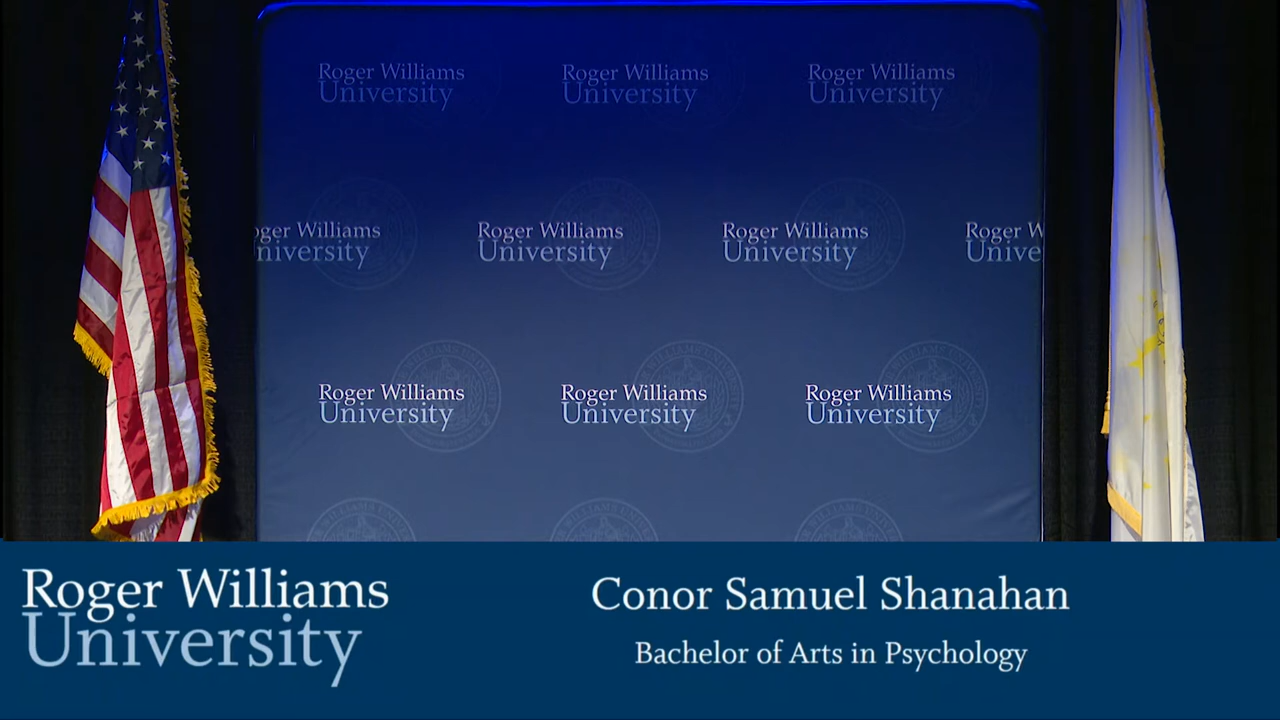 Roger Williams
University
Roger Williams
University
Roger Williams
University
oger Williams
niversity
Roger Williams
University
Roger Williams
University
Roger W
Unive
Roger Williams
University
Roger Williams
University
Roger Williams
University
Roger Williams
University
Conor Samuel Shanahan
Bachelor of Arts in Psychology